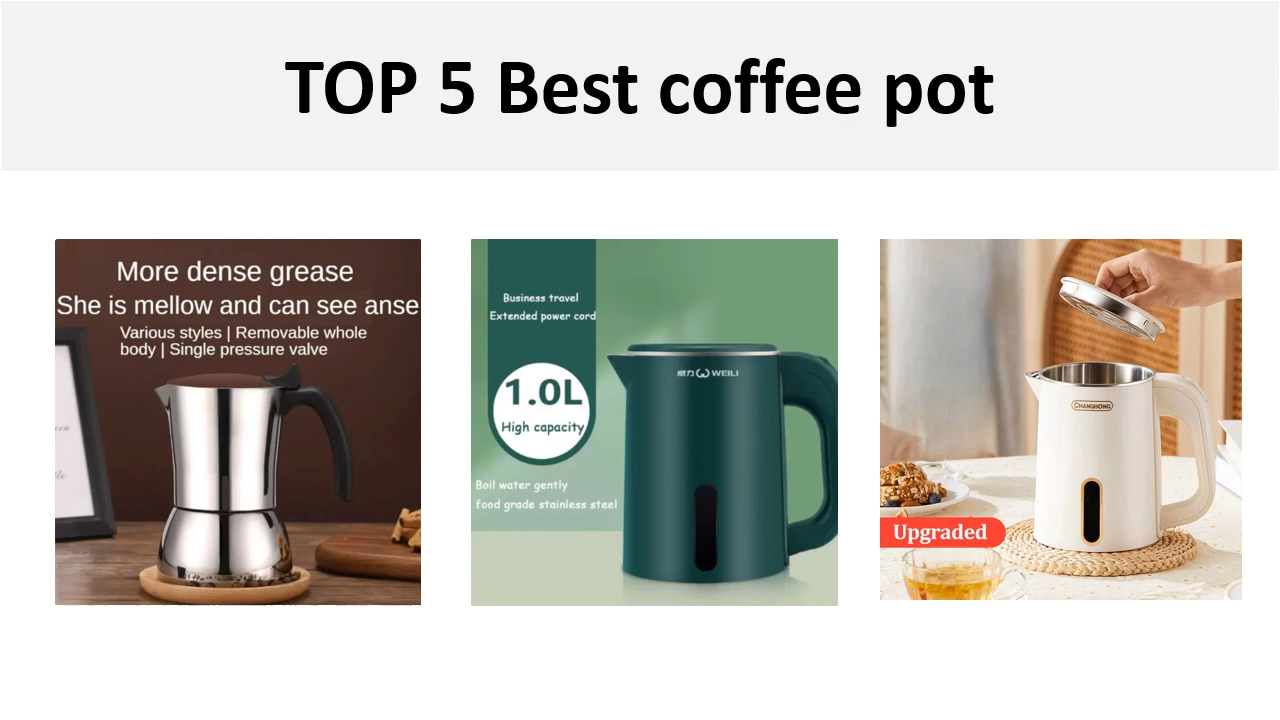 TOP 5 Best coffee pot
More dense grease
She is mellow and can see anse
Various styles | Removable whole
body | Single pressure valve
Business travel
Extended power cord
1.0L
High capacity
Boil water gently
food grade stainless steel
威力 WEILI
CHANGHONG
Upgraded